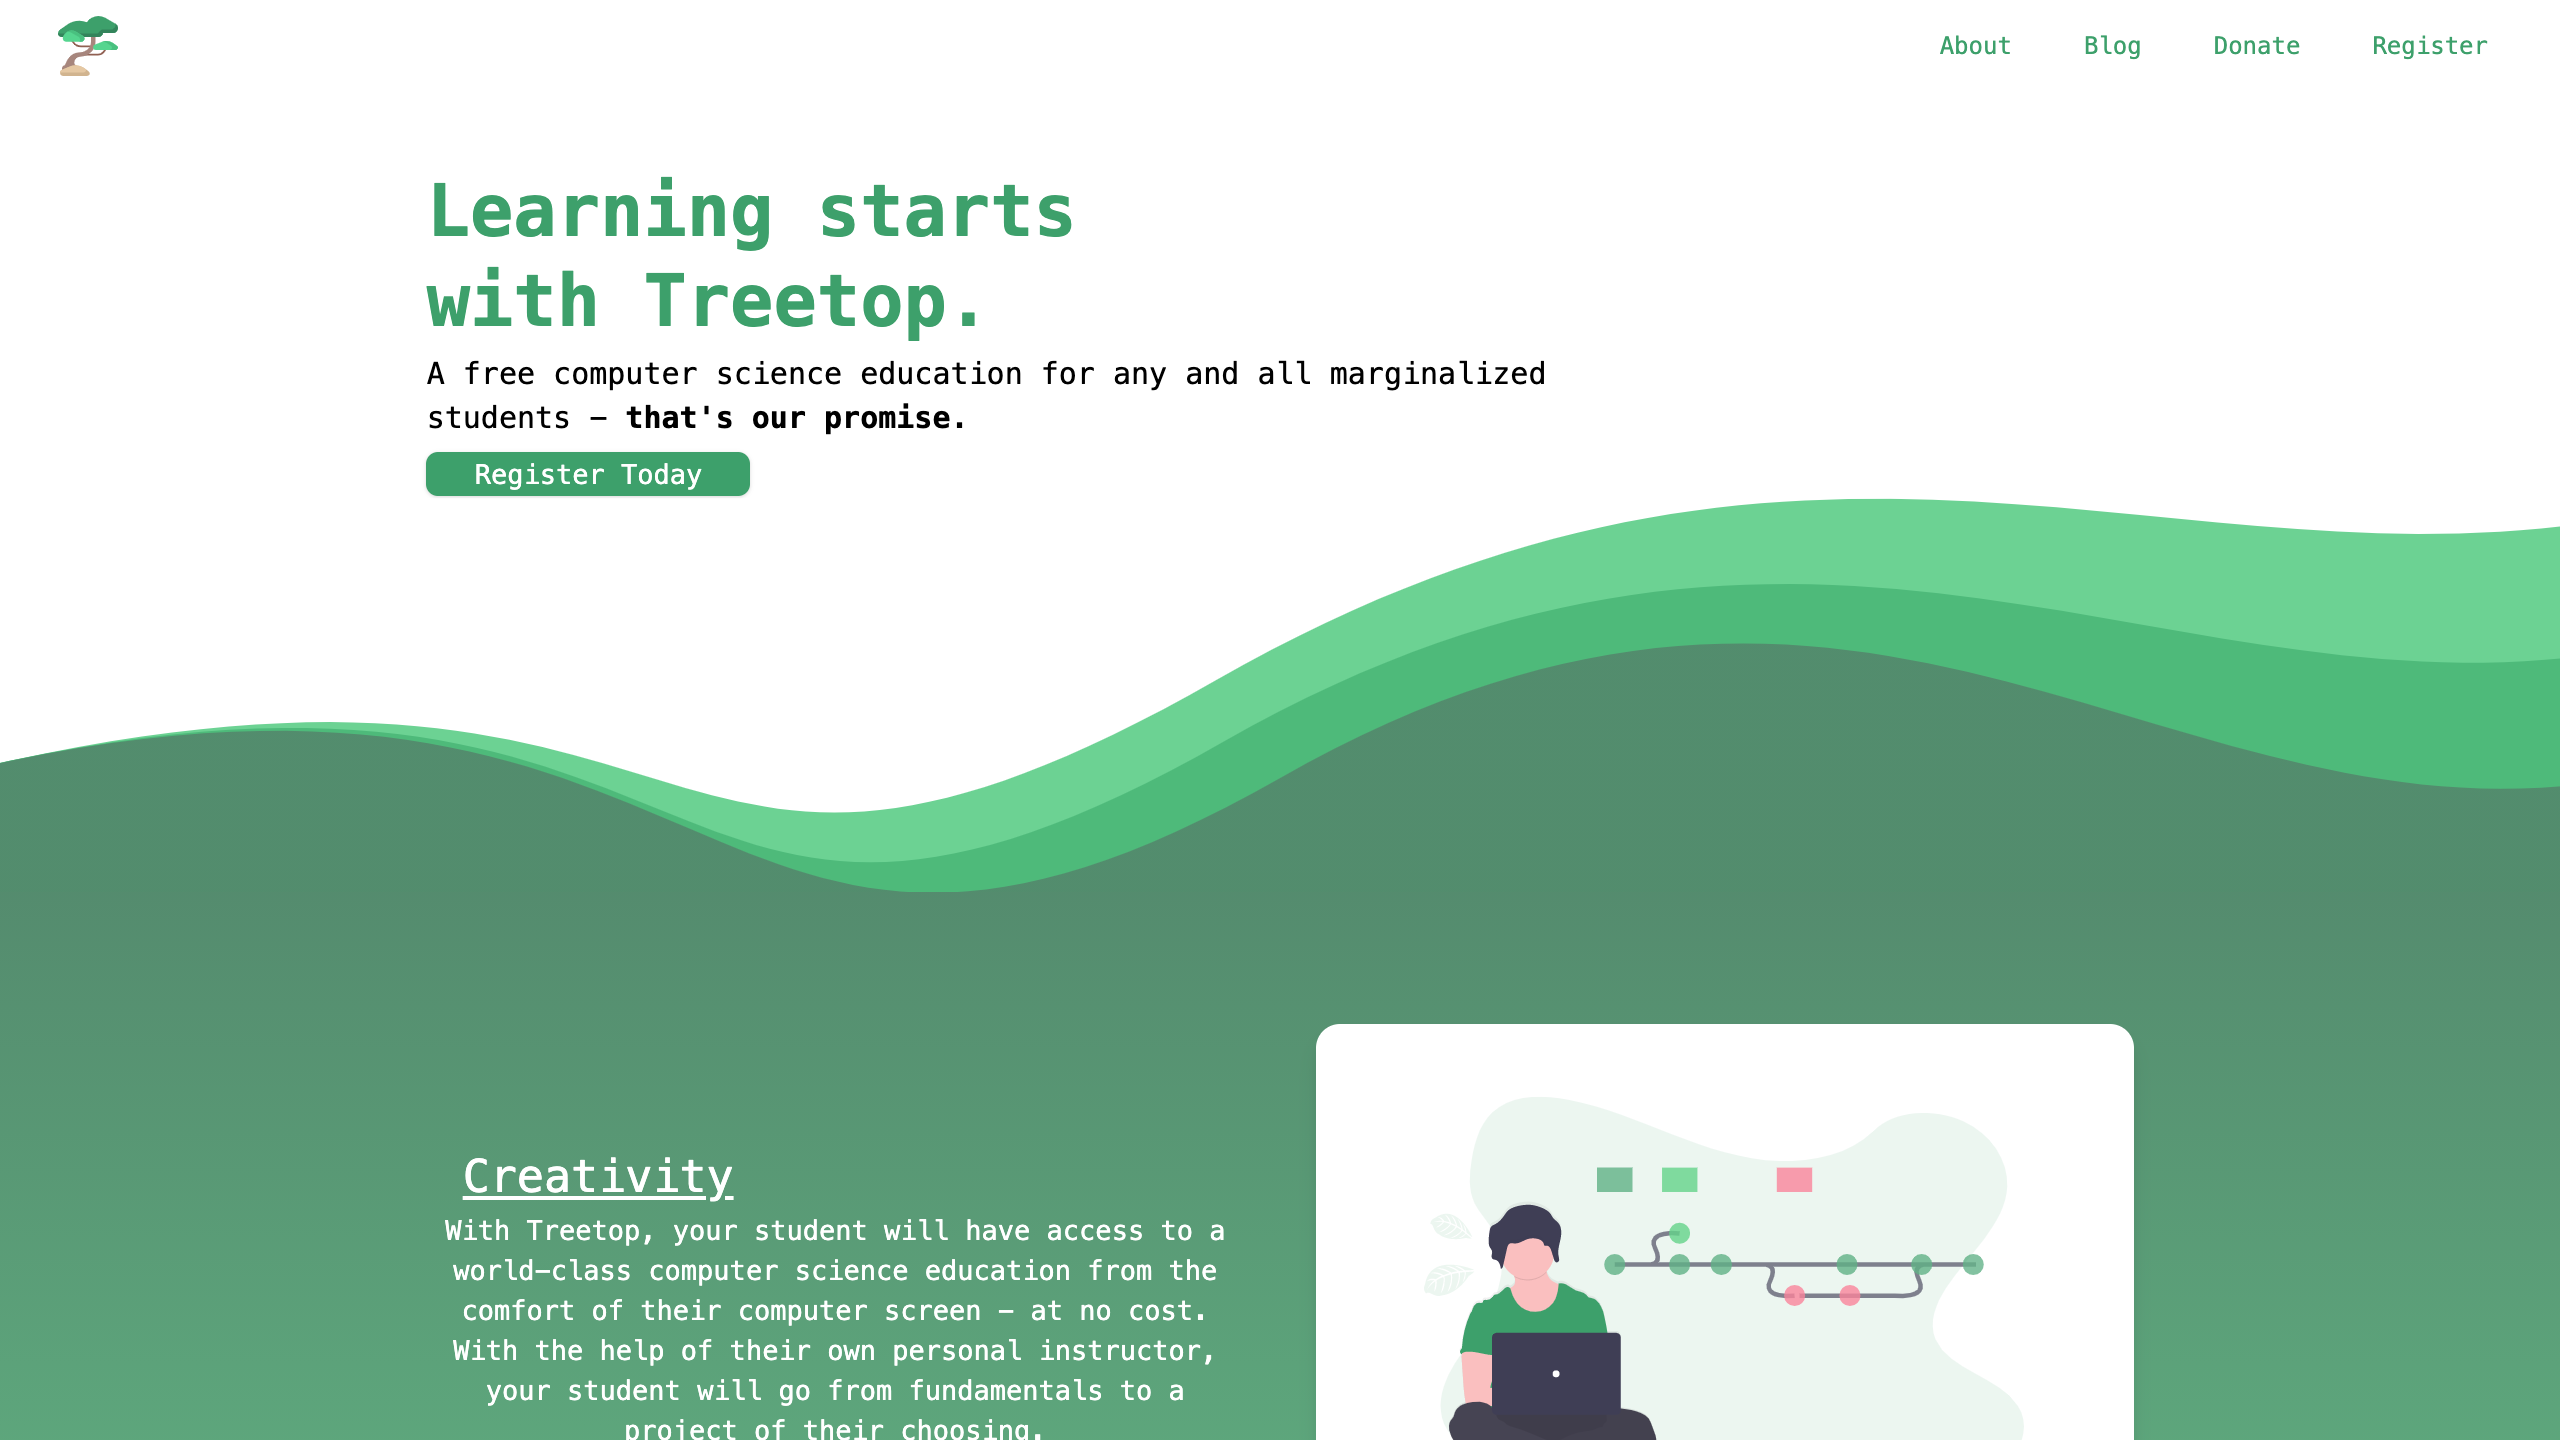 About
Blog
Donate
Register
Learning starts
with Treetop.
A free computer science education for any and all marginalized
students – that's our promise.
Register Today
Creativity
With Treetop, your student will have access to a
world-class computer science education from the
comfort of their computer screen – at no cost.
With the help of their own personal instructor,
your student will go from fundamentals to a
project of their choosing.